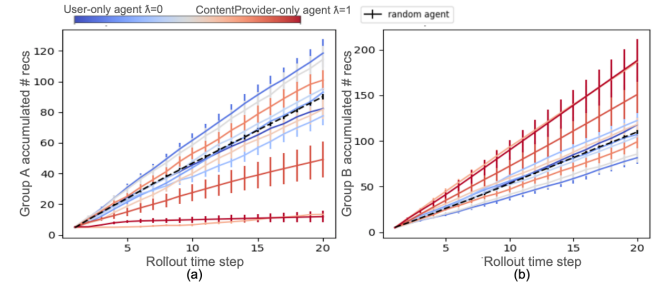 User-only agent λ=0 ContentProvider-only agent λ=1
random agent
Group A accumulated # recs
120
100
80
60
40
20
0
5 10 15 20
Rollout time step
(a)
Group B accumulated # recs
200
150
100
50
0
5 10 15 20
Rollout time step
(b)